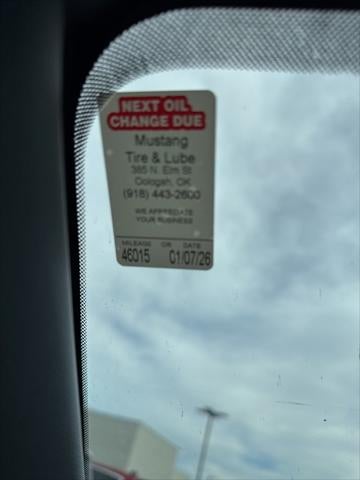 NEXT OIL
CHANGE DUE
Mustang
Tire & Lube
385 N. Elm St
Oologah, OK
(918) 443-2600
WE APPRECIATE
YOUR BUSINESS
MILEAGE OR DATE
46015 01/07/26